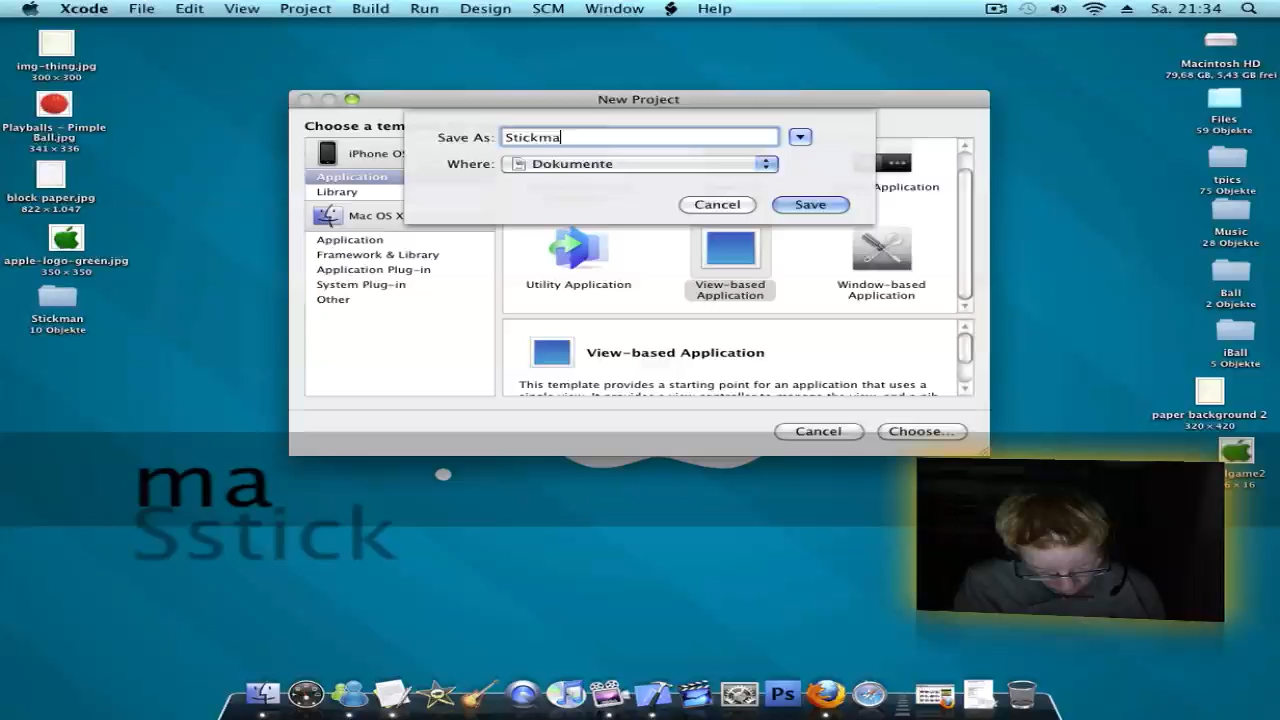 Xcode File Edit View Project Build Run Design SCM Window Help Sa. 21:34
img-thing.jpg
300 × 300
Playballs - Pimple
Ball.jpg
341 × 336
block paper.jpg
822 × 1.047
apple-logo-green.jpg
350 × 350
Stickman
10 Objekte
New Project
Choose a tem
Save As: Stickma
Where: Dokumente
Cancel Save
iPhone OS
Application
Library
Mac OS X
Application
Framework & Library
Application Plug-in
System Plug-in
Other
Application
Utility Application
View-based
Application
Window-based
Application
View-based Application
This template provides a starting point for an application that uses a
single view. It provides a view controller to manage the view, and a nib
Cancel Choose...
Macintosh HD
79,68 GB, 5,43 GB frei
Files
59 Objekte
tpics
75 Objekte
Music
28 Objekte
Ball
2 Objekte
iBall
5 Objekte
paper background 2
320 × 420
lgame2
6 × 16
ma
Sstick
Ps